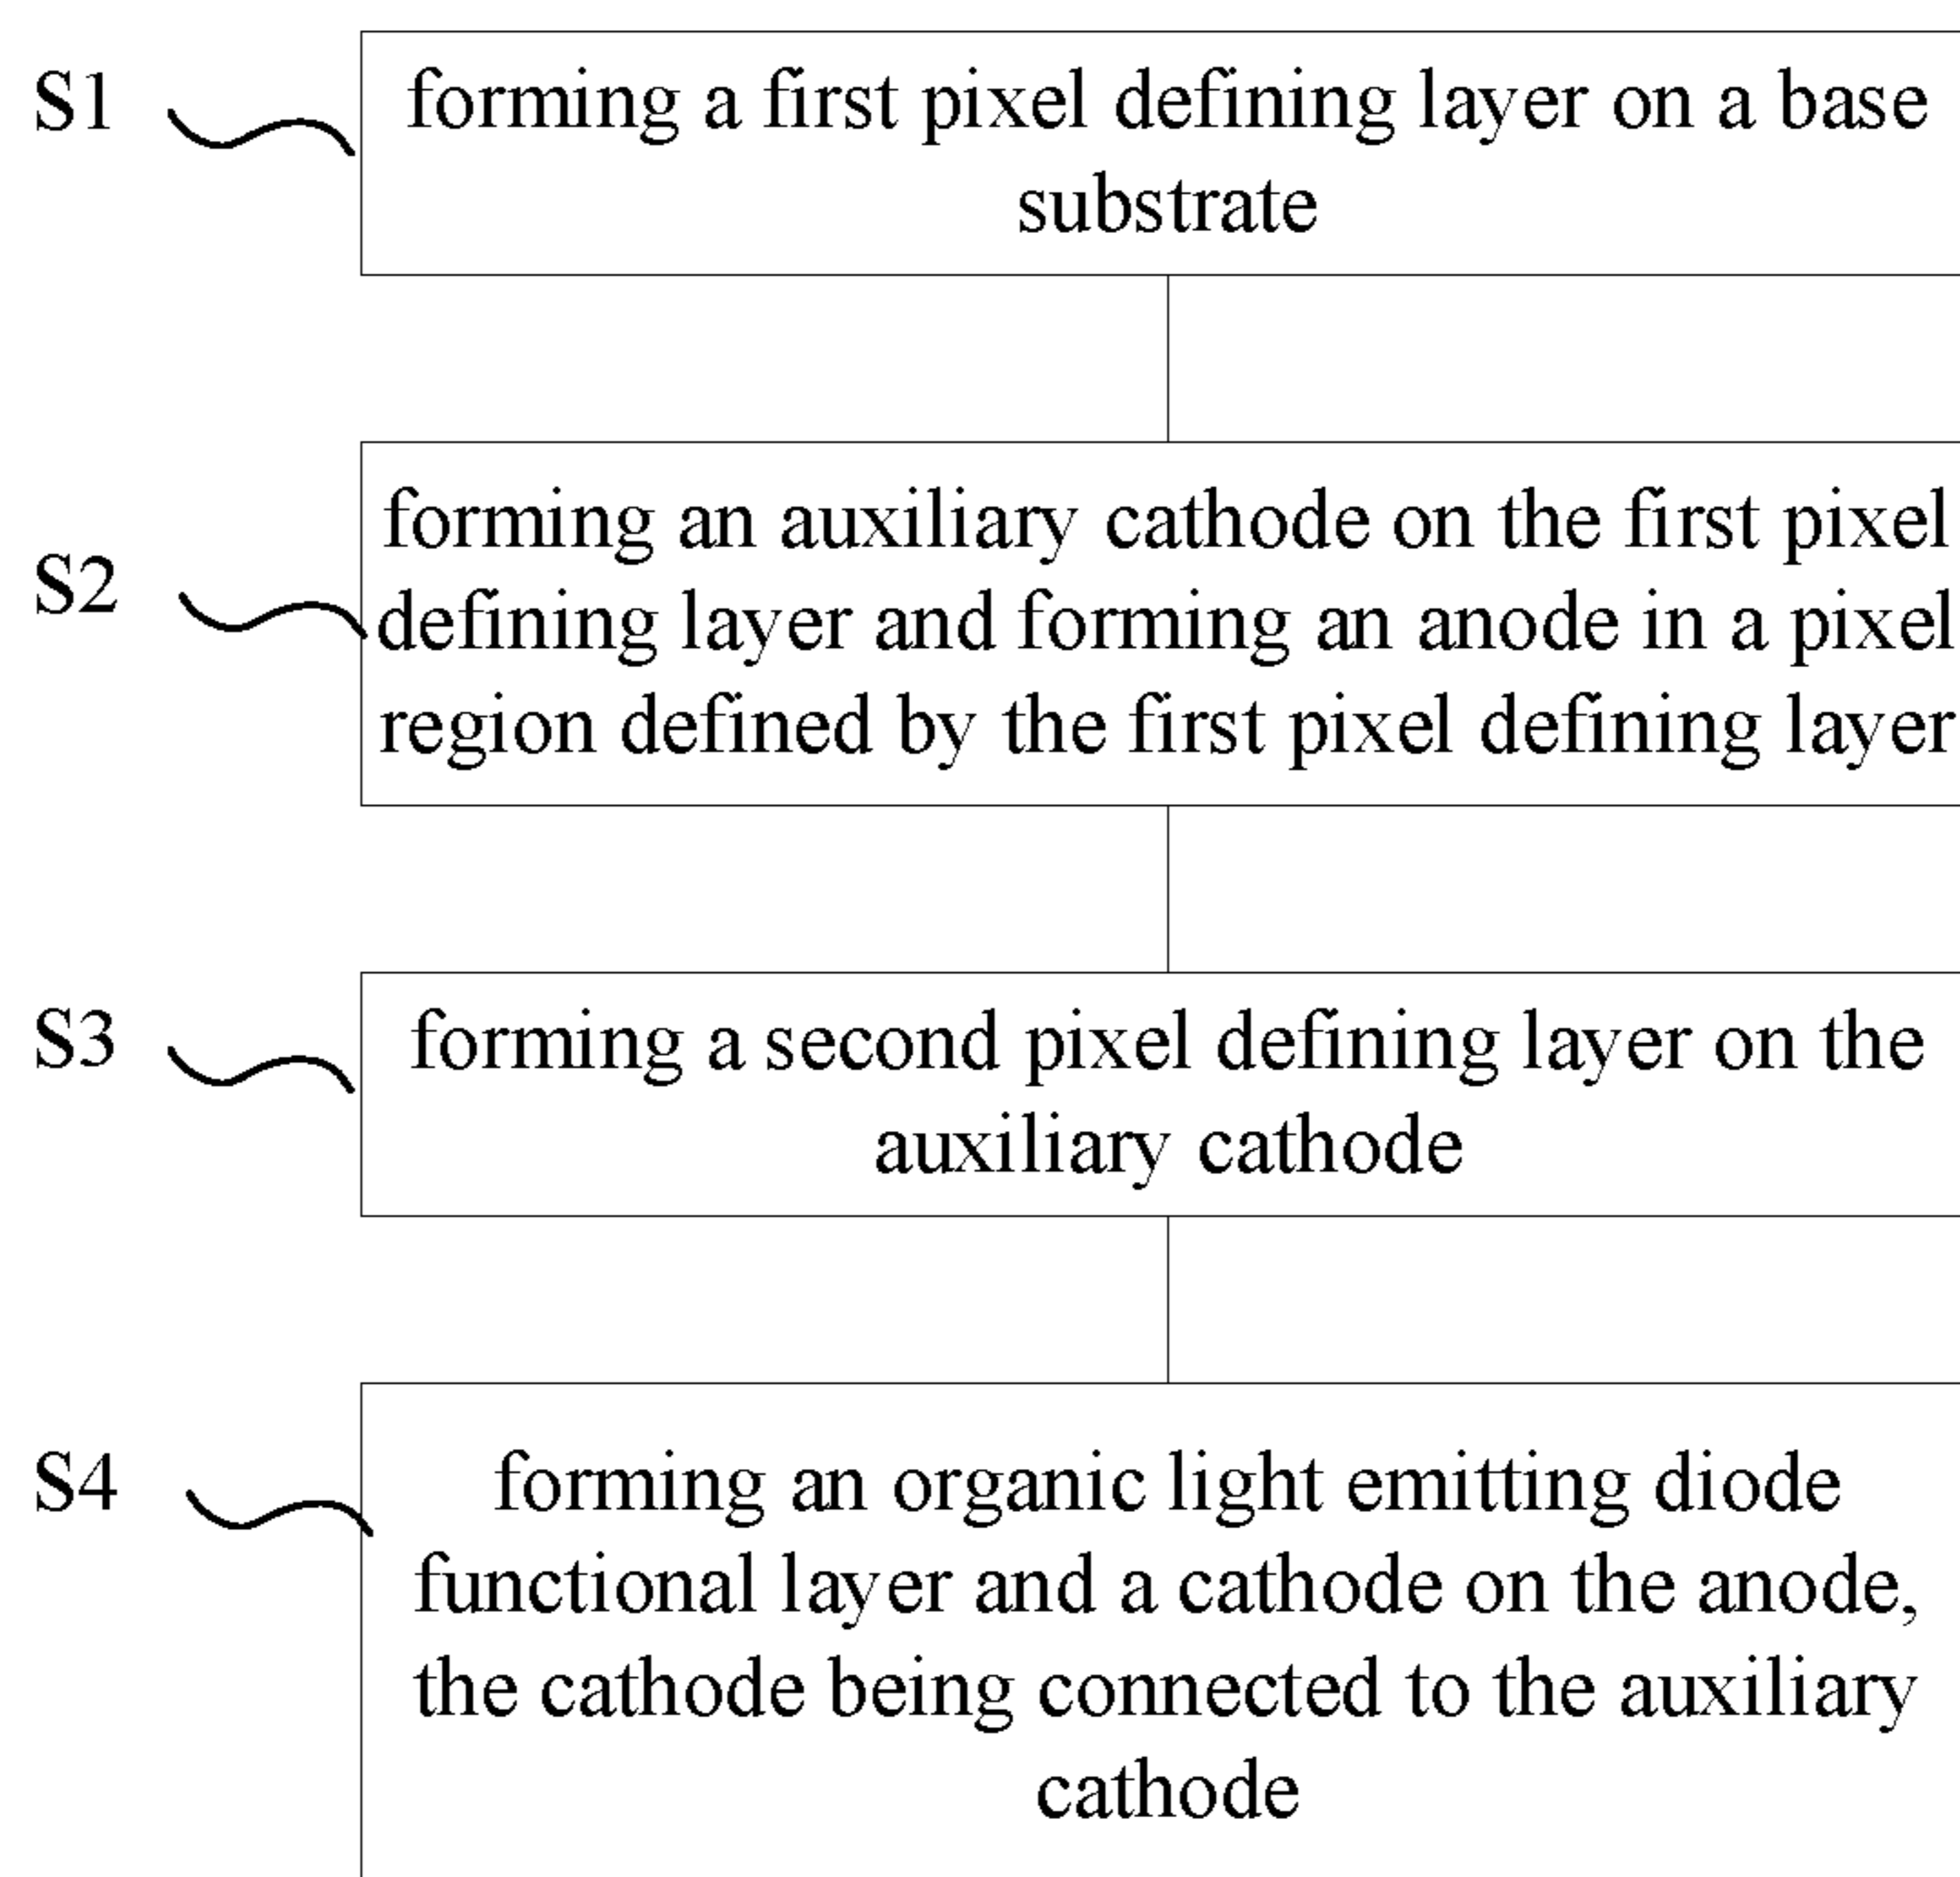 S1
forming a first pixel defining layer on a base
substrate
S2
forming an auxiliary cathode on the first pixel
defining layer and forming an anode in a pixel
region defined by the first pixel defining layer
S3
forming a second pixel defining layer on the
auxiliary cathode
S4
forming an organic light emitting diode
functional layer and a cathode on the anode,
the cathode being connected to the auxiliary
cathode